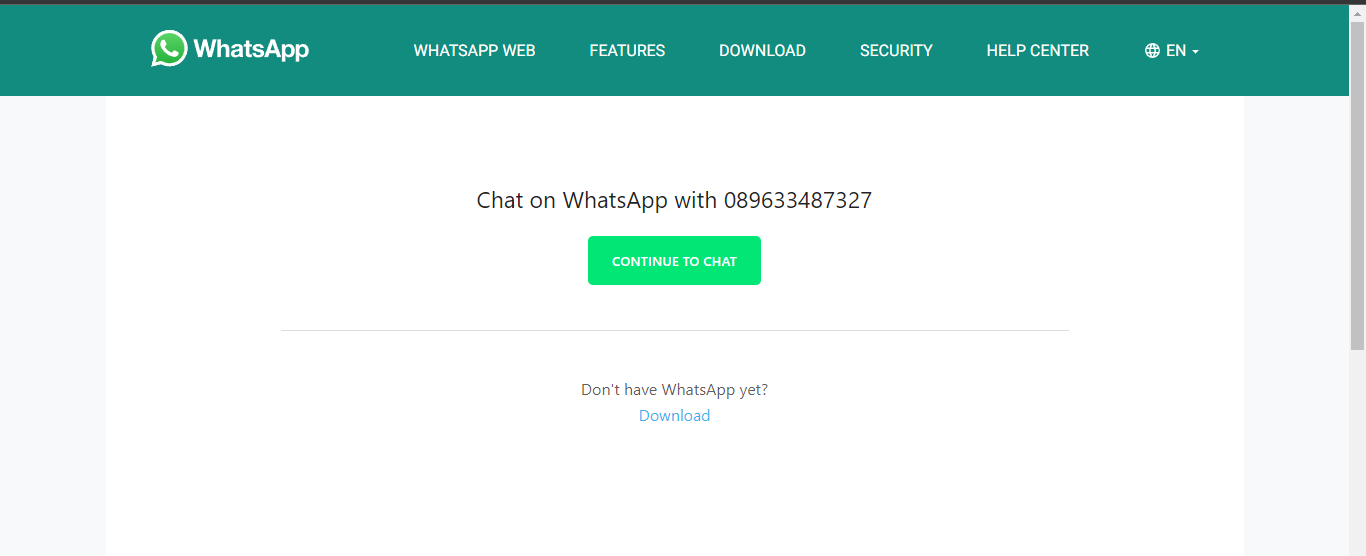 WhatsApp WHATSAPP WEB FEATURES DOWNLOAD SECURITY HELP CENTER EN
Chat on WhatsApp with 089633487327
CONTINUE TO CHAT
Don't have WhatsApp yet?
Download